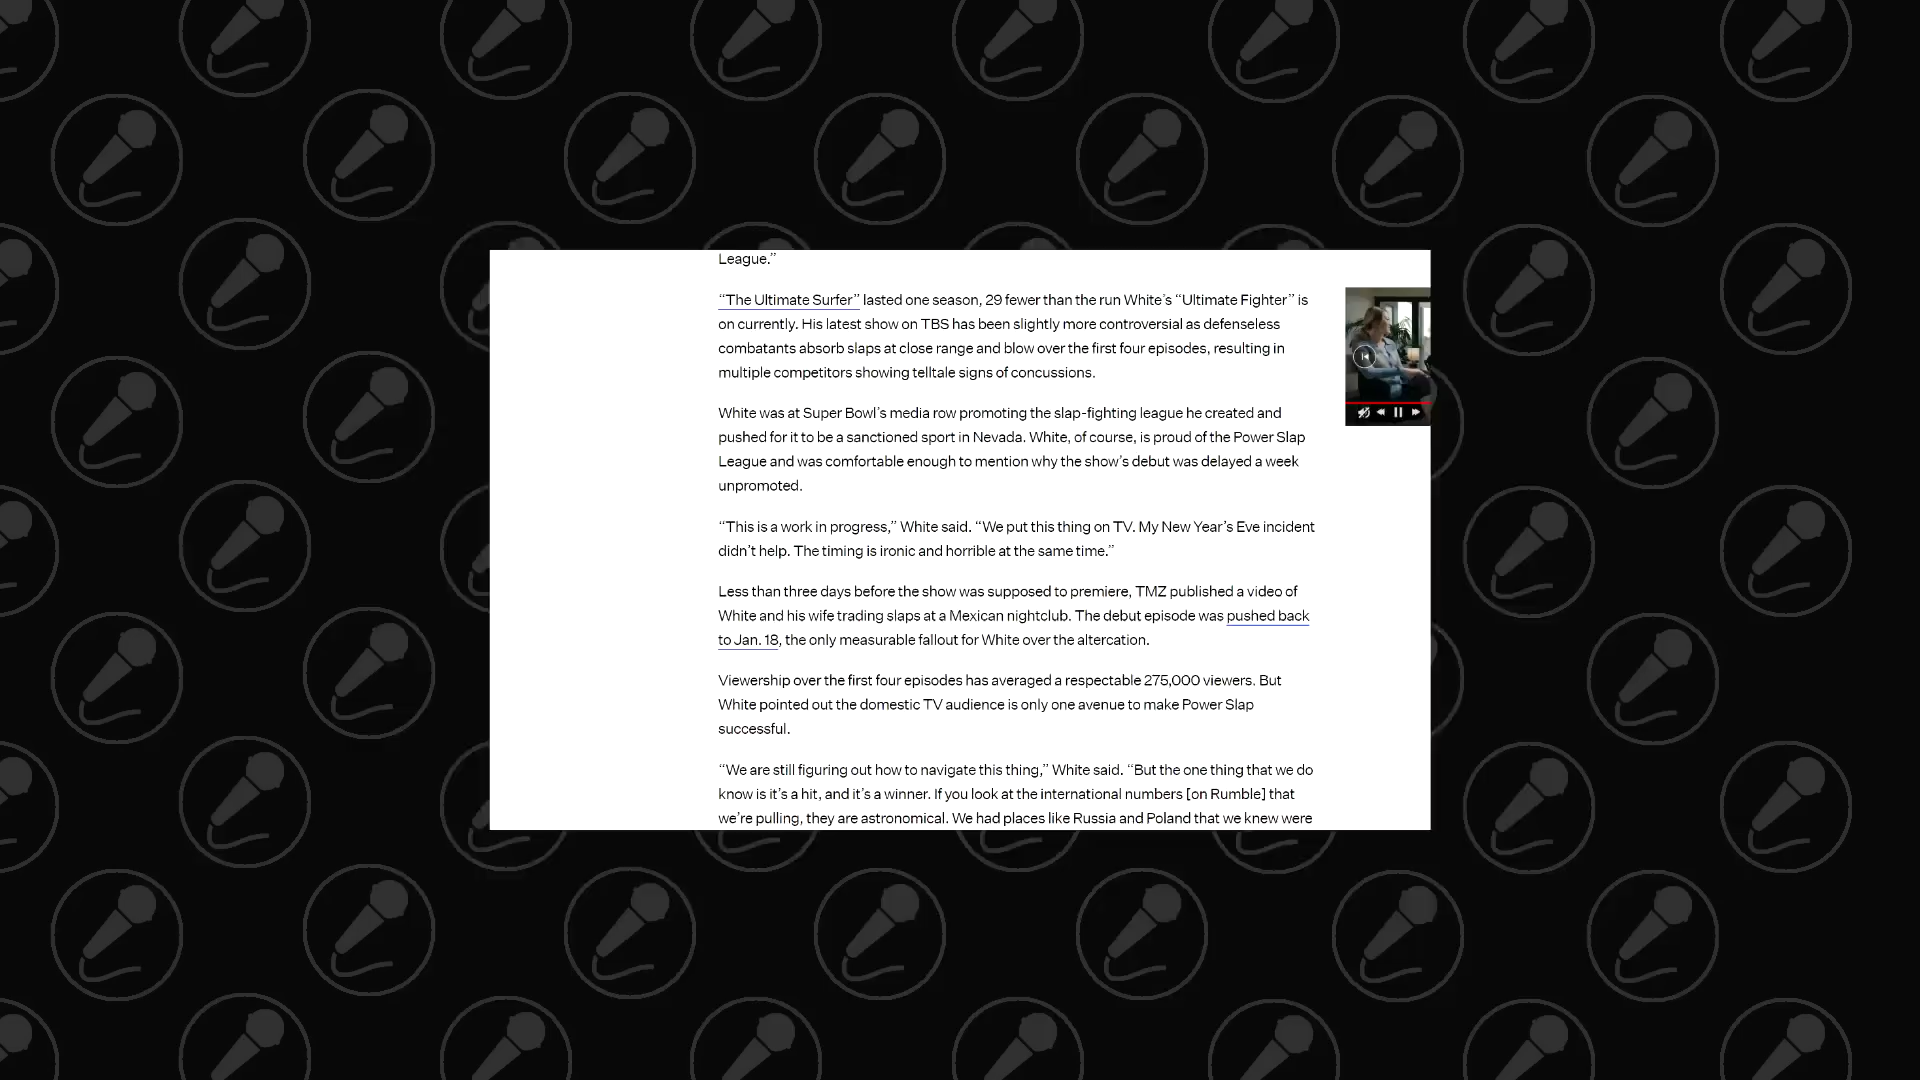 League.”
“The Ultimate Surfer” lasted one season, 29 fewer than the run White’s “Ultimate Fighter” is
on currently. His latest show on TBS has been slightly more controversial as defenseless
combatants absorb slaps at close range and blow over the first four episodes, resulting in
multiple competitors showing telltale signs of concussions.
White was at Super Bowl’s media row promoting the slap-fighting league he created and
pushed for it to be a sanctioned sport in Nevada. White, of course, is proud of the Power Slap
League and was comfortable enough to mention why the show’s debut was delayed a week
unpromoted.
“This is a work in progress,” White said. “We put this thing on TV. My New Year’s Eve incident
didn’t help. The timing is ironic and horrible at the same time.”
Less than three days before the show was supposed to premiere, TMZ published a video of
White and his wife trading slaps at a Mexican nightclub. The debut episode was pushed back
to Jan. 18, the only measurable fallout for White over the altercation.
Viewership over the first four episodes has averaged a respectable 275,000 viewers. But
White pointed out the domestic TV audience is only one avenue to make Power Slap
successful.
“We are still figuring out how to navigate this thing,” White said. “But the one thing that we do
know is it’s a hit, and it’s a winner. If you look at the international numbers [on Rumble] that
we’re pulling, they are astronomical. We had places like Russia and Poland that we knew were